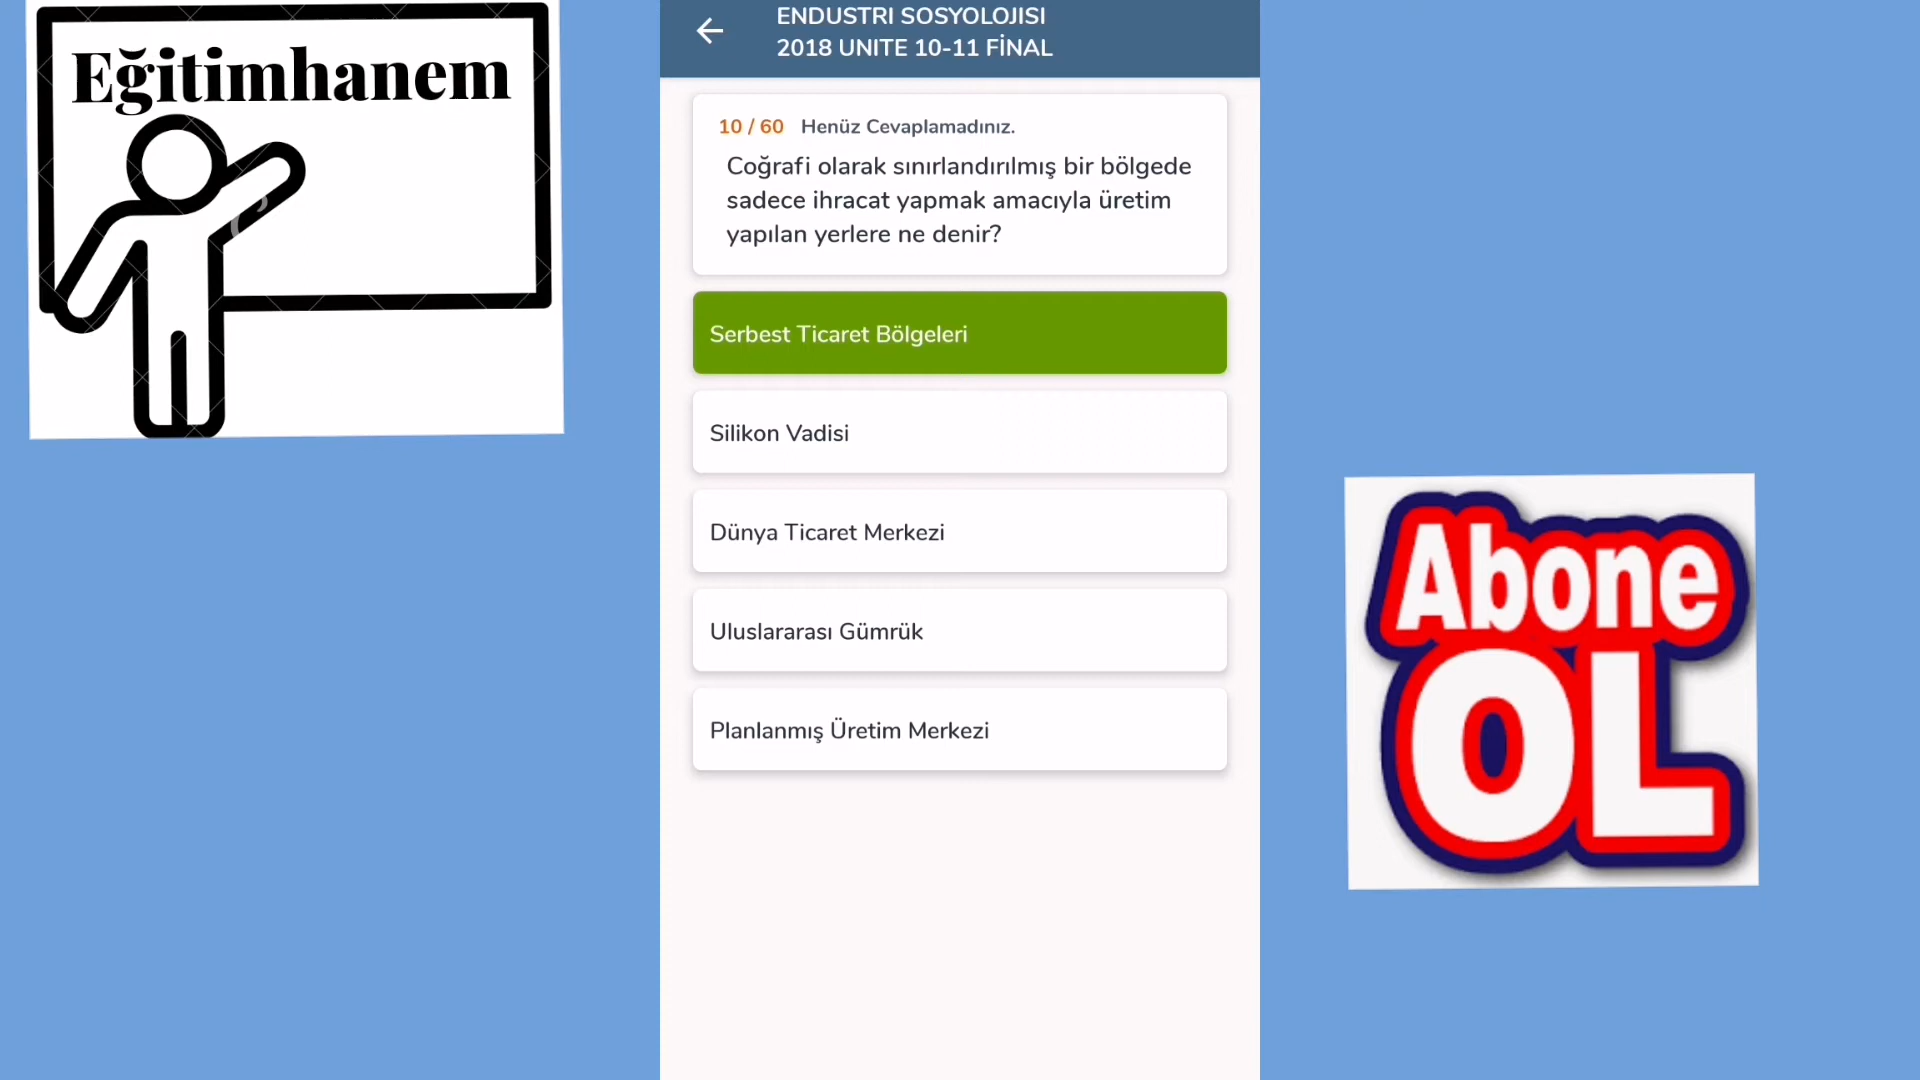 Eğitimhanem
ENDUSTRI SOSYOLOJISI
2018 UNITE 10-11 FİNAL
10 / 60 Henüz Cevaplamadınız.
Coğrafi olarak sınırlandırılmış bir bölgede
sadece ihracat yapmak amacıyla üretim
yapılan yerlere ne denir?
Serbest Ticaret Bölgeleri
Silikon Vadisi
Dünya Ticaret Merkezi
Uluslararası Gümrük
Planlanmış Üretim Merkezi
Abone
OL